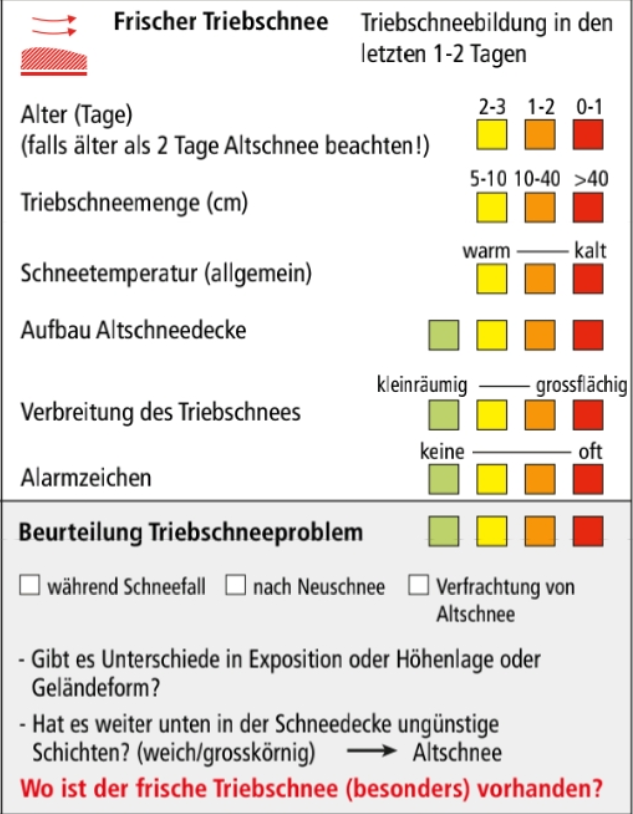 Frischer Triebschnee
Triebschneebildung in den
letzten 1-2 Tagen
Alter (Tage)
(falls älter als 2 Tage Altschnee beachten!)
2-3 1-2 0-1
Triebschneemenge (cm)
5-10 10-40 >40
Schneetemperatur (allgemein)
warm kalt
Aufbau Altschneedecke
Verbreitung des Triebschnees
kleinräumig grossflächig
Alarmzeichen
keine oft
Beurteilung Triebschneeproblem
während Schneefall
nach Neuschnee
Verfrachtung von
Altschnee
- Gibt es Unterschiede in Exposition oder Höhenlage oder
Geländeform?
- Hat es weiter unten in der Schneedecke ungünstige
Schichten? (weich/grosskörnig) → Altschnee
Wo ist der frische Triebschnee (besonders) vorhanden?